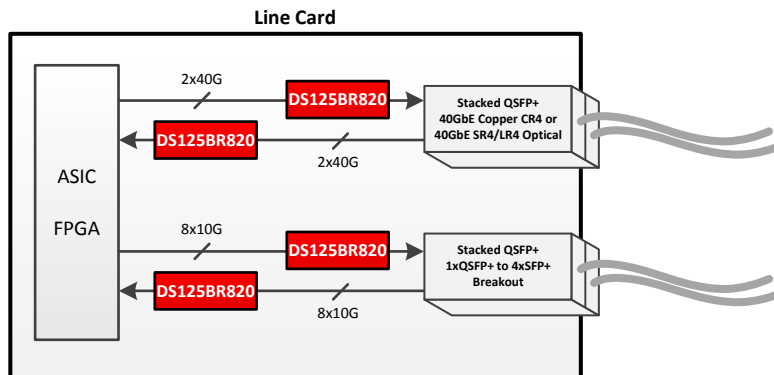 Line Card
2x40G
DS125BR820
DS125BR820
2x40G
Stacked QSFP+
40GbE Copper CR4 or
40GbE SR4/LR4 Optical
ASIC
FPGA
8x10G
DS125BR820
DS125BR820
8x10G
Stacked QSFP+
1xQSFP+ to 4xSFP+
Breakout